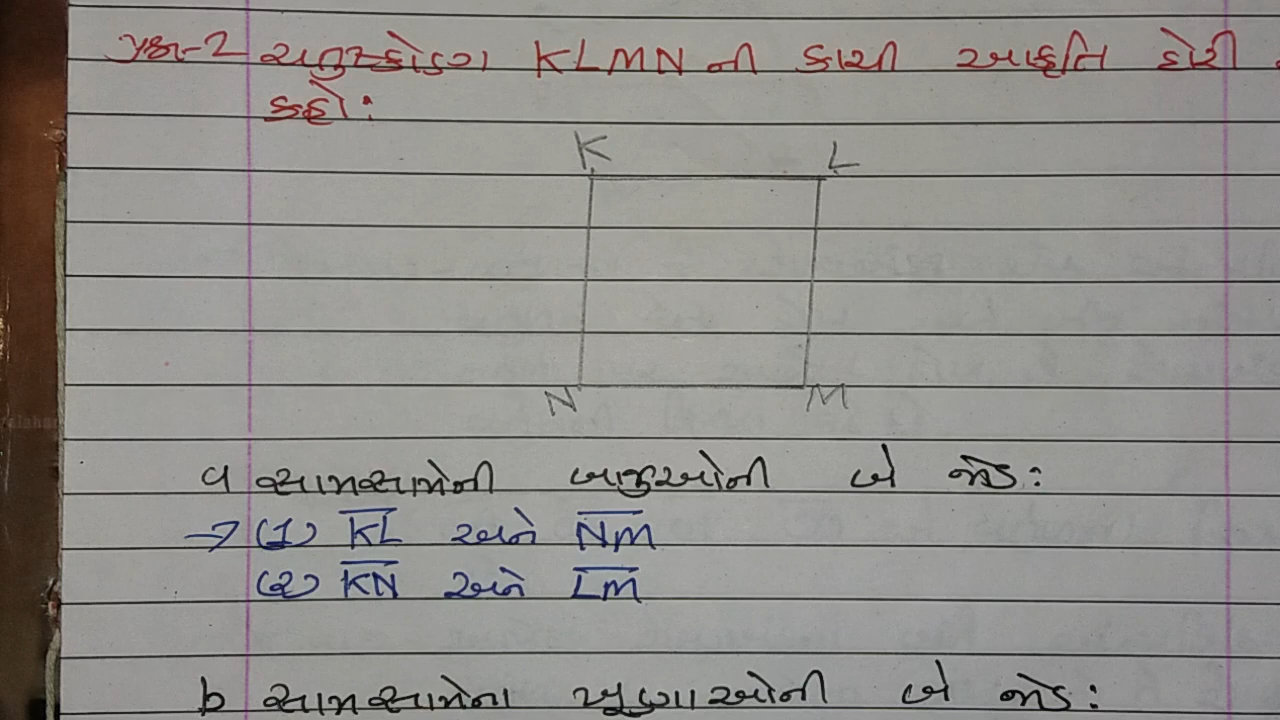 પ્રશ્ન-2 ચતુષ્કોણ KLMN ની કાચી આકૃતિ દોરી
કહો:
K L
N M
a સામસામેની બાજુઓની બે જોડ:
→ (1) KL અને NM
(2) KN અને LM
b સામસામેના ખૂણાઓની બે જોડ: